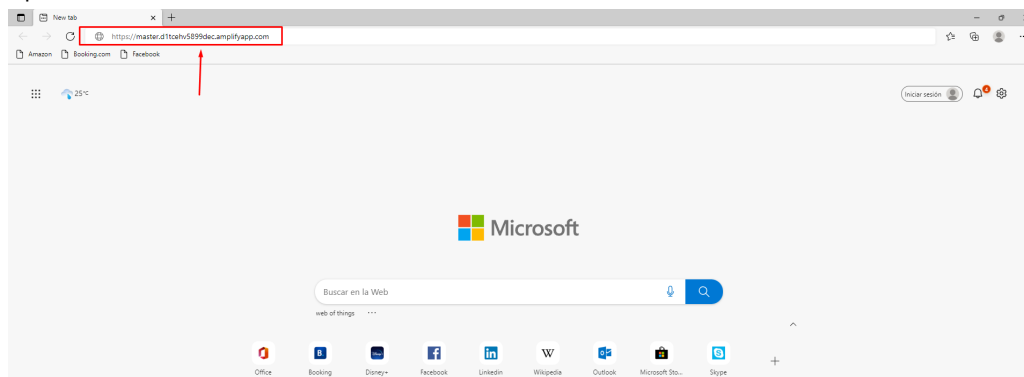 New tab
https://master.d1tcehv5899dec.amplifyapp.com
Amazon Booking.com Facebook
25°C
Iniciar sesión
4
Microsoft
Buscar en la Web
web of things ...
Office Booking Disney+ Facebook Linkedin Wikipedia Outlook Microsoft Sto... Skype